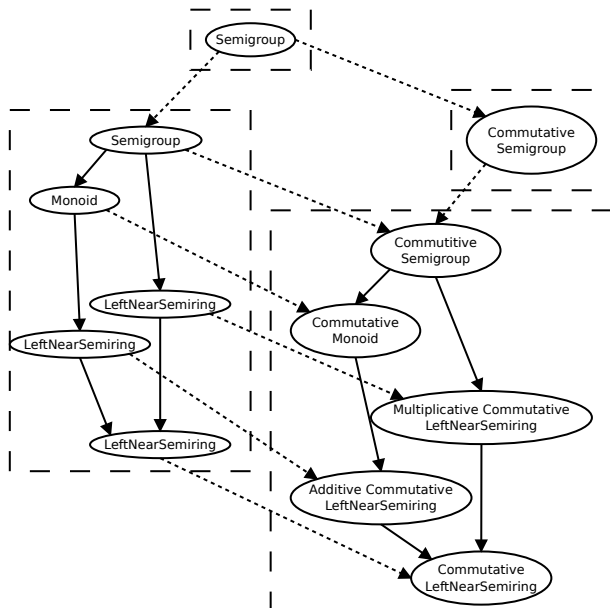 Semigroup
Commutative
Semigroup
Semigroup
Monoid
Commutitive
Semigroup
LeftNearSemiring
Commutative
Monoid
LeftNearSemiring
Multiplicative Commutative
LeftNearSemiring
LeftNearSemiring
Additive Commutative
LeftNearSemiring
Commutative
LeftNearSemiring